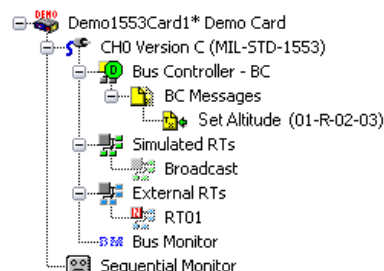 DEMO
Demo1553Card1* Demo Card
CH0 Version C (MIL-STD-1553)
Bus Controller - BC
BC Messages
Set Altitude (01-R-02-03)
Simulated RTs
Broadcast
External RTs
N
RT01
BM Bus Monitor
Sequential Monitor